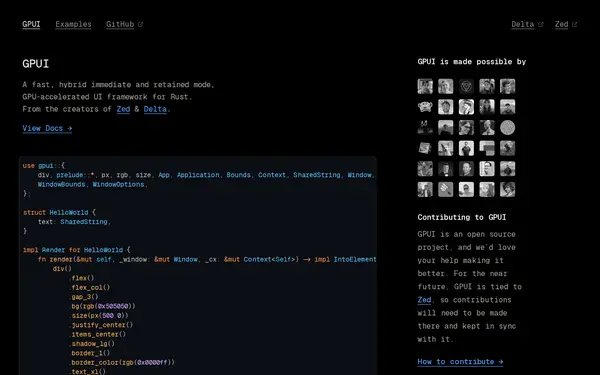 GPUI Examples GitHub Delta Zed
GPUI
A fast, hybrid immediate and retained mode,
GPU-accelerated UI framework for Rust.
From the creators of Zed & Delta.
View Docs →
use gpui::{
div, prelude::*, px, rgb, size, App, Application, Bounds, Context, SharedString, Window,
WindowBounds, WindowOptions,
};
struct HelloWorld {
text: SharedString,
}
impl Render for HelloWorld {
fn render(&mut self, _window: &mut Window, _cx: &mut Context<Self>) -> impl IntoElement
div()
.flex()
.flex_col()
.gap_3()
.bg(rgb(0x505050))
.size(px(500.0))
.justify_center()
.items_center()
.shadow_lg()
.border_1()
.border_color(rgb(0x0000ff))
.text_xl()
GPUI is made possible by
Contributing to GPUI
GPUI is an open source
project, and we'd love
your help making it
better. For the near
future, GPUI is tied to
Zed, so contributions
will need to be made
there and kept in sync
with it.
How to contribute →